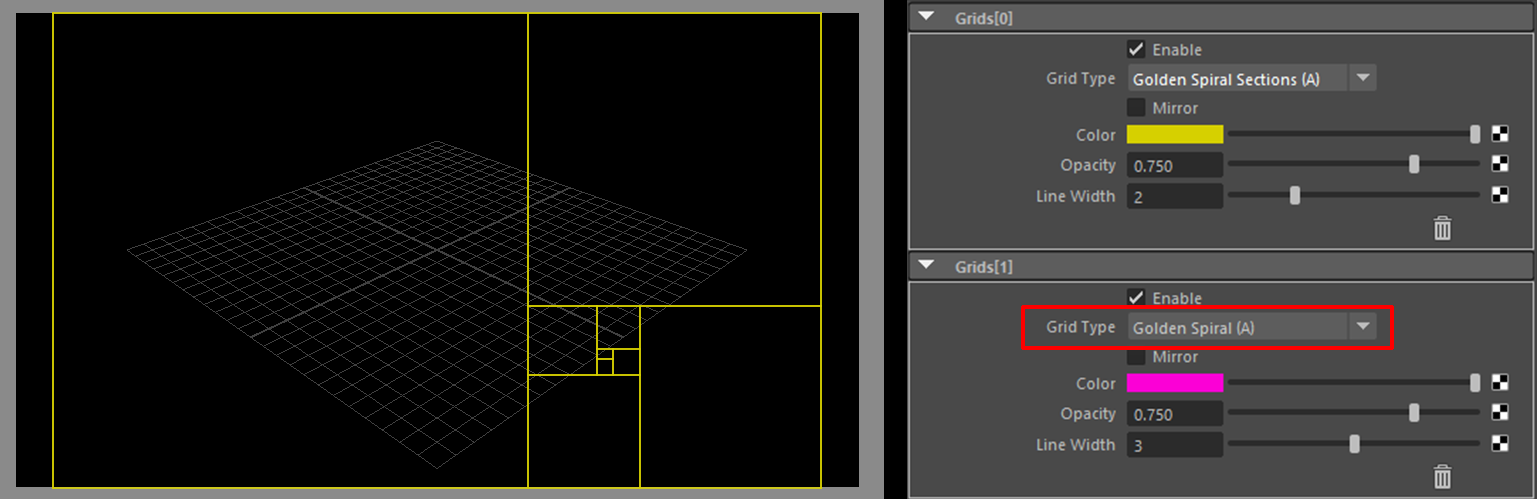 Grids[0]
Enable
Grid Type Golden Spiral Sections (A)
Mirror
Color
Opacity 0.750
Line Width 2
Grids[1]
Enable
Grid Type Golden Spiral (A)
Mirror
Color
Opacity 0.750
Line Width 3